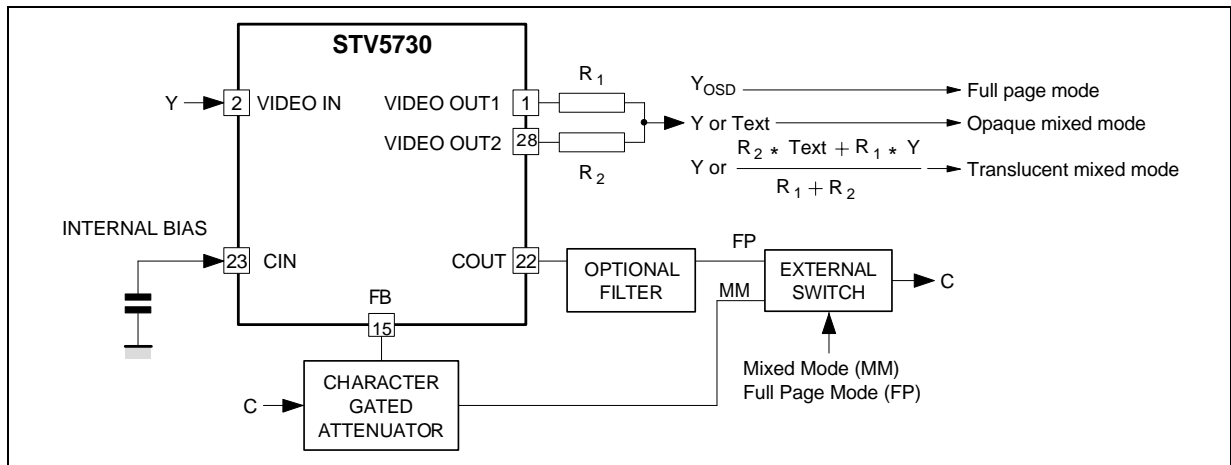 STV5730
Y
2
VIDEO IN
VIDEO OUT1
1
R1
YOSD
Full page mode
Y or Text
Opaque mixed mode
VIDEO OUT2
28
R2
Y or
R2 * Text + R1 * Y
R1 + R2
Translucent mixed mode
INTERNAL BIAS
23
CIN
COUT
22
OPTIONAL
FILTER
FP
MM
EXTERNAL
SWITCH
C
FB
15
Mixed Mode (MM)
Full Page Mode (FP)
C
CHARACTER
GATED
ATTENUATOR